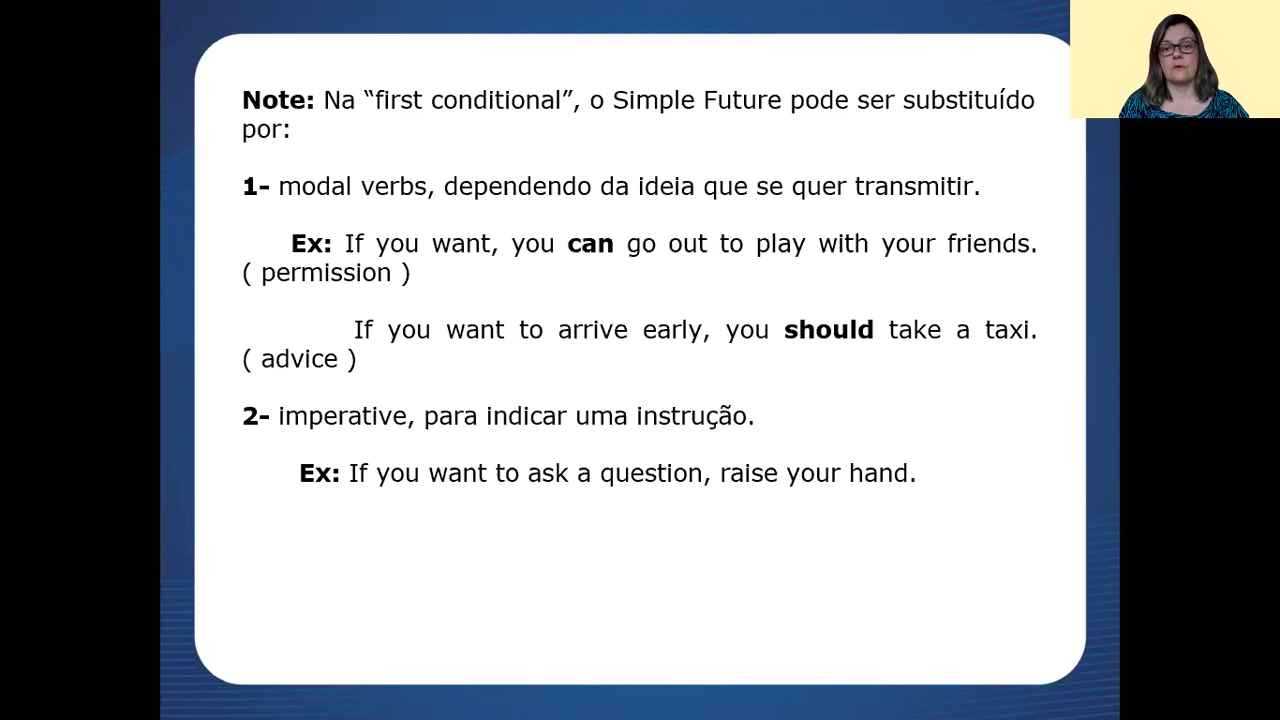 Note: Na “first conditional”, o Simple Future pode ser substituído
por:
1- modal verbs, dependendo da ideia que se quer transmitir.
Ex: If you want, you can go out to play with your friends.
( permission )
If you want to arrive early, you should take a taxi.
( advice )
2- imperative, para indicar uma instrução.
Ex: If you want to ask a question, raise your hand.